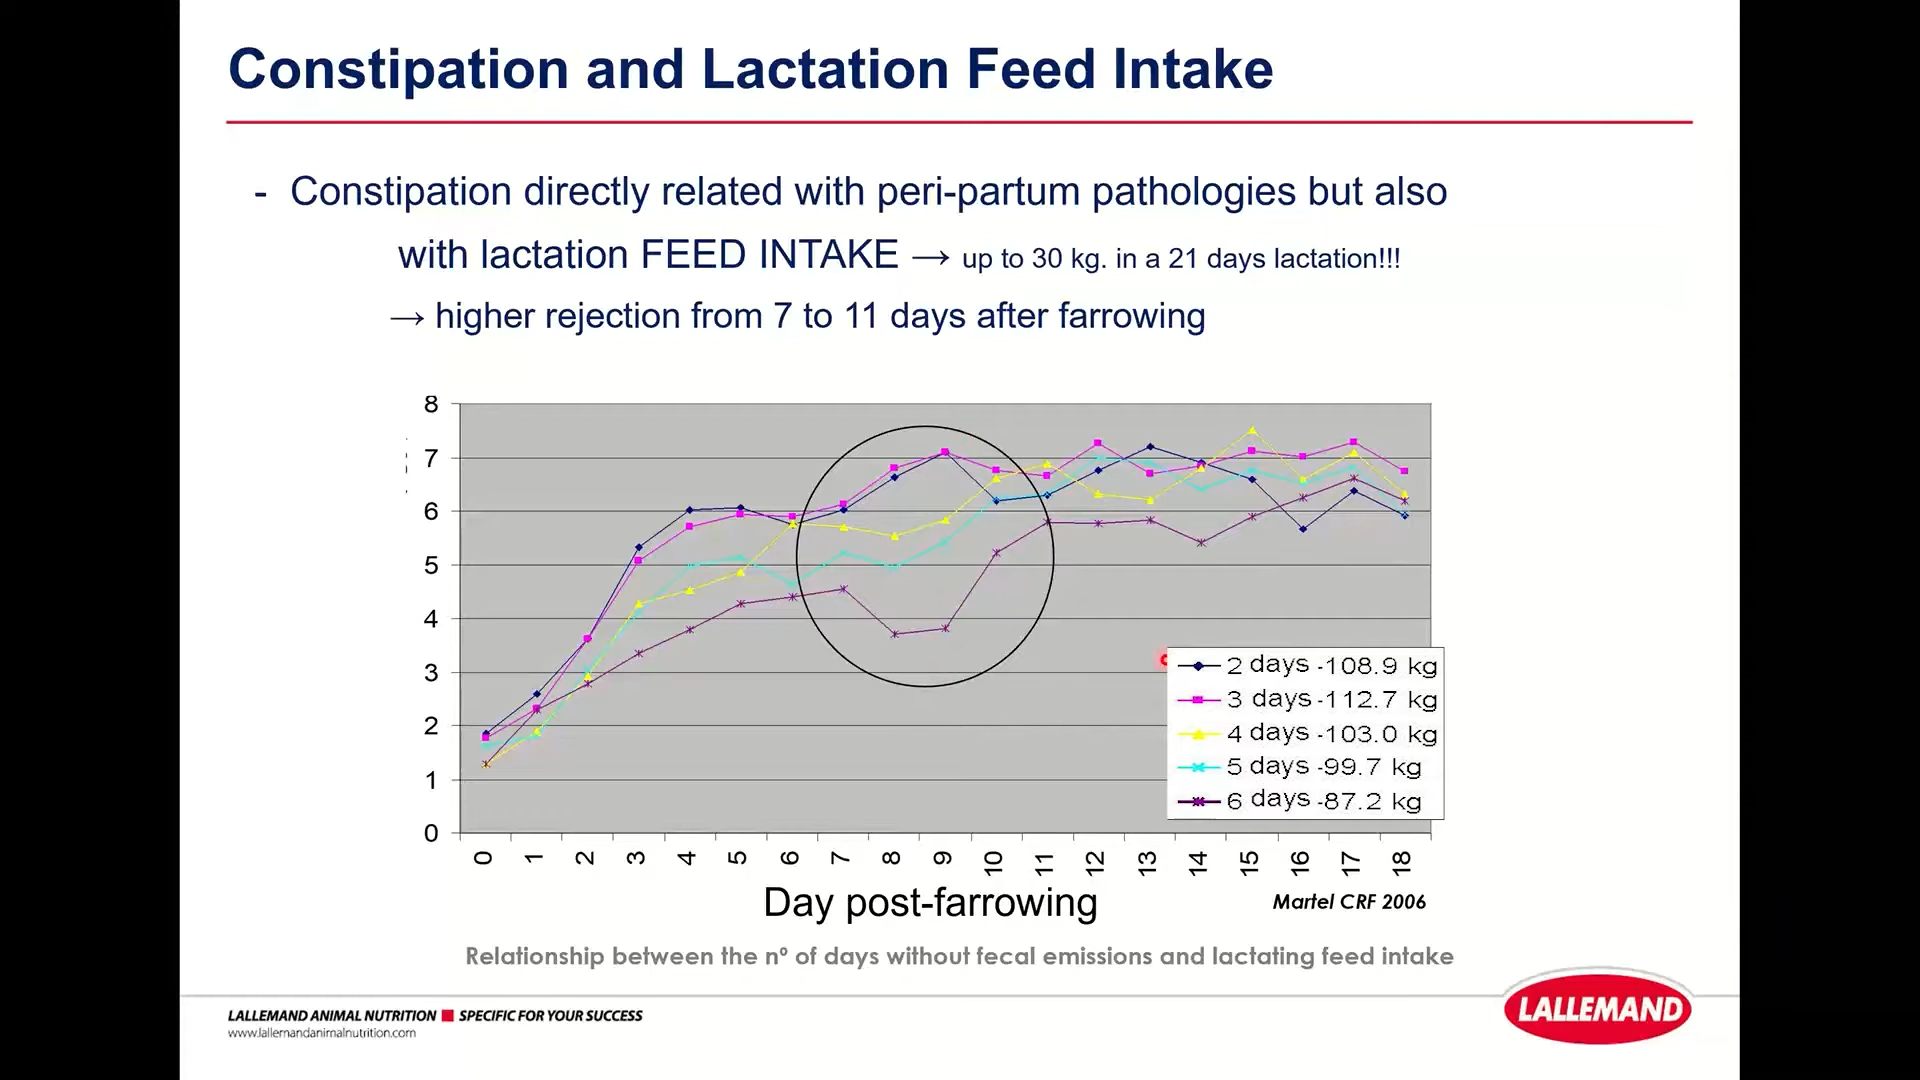 Constipation and Lactation Feed Intake
- Constipation directly related with peri-partum pathologies but also
with lactation FEED INTAKE → up to 30 kg. in a 21 days lactation!!!
→ higher rejection from 7 to 11 days after farrowing
8
7
6
5
4
3
2
1
0
0 1 2 3 4 5 6 7 8 9 10 11 12 13 14 15 16 17 18
2 days -108.9 kg
3 days -112.7 kg
4 days -103.0 kg
5 days -99.7 kg
6 days -87.2 kg
Day post-farrowing
Martel CRF 2006
Relationship between the nº of days without fecal emissions and lactating feed intake
LALLEMAND ANIMAL NUTRITION ■ SPECIFIC FOR YOUR SUCCESS
www.lallemandanimalnutrition.com
LALLEMAND